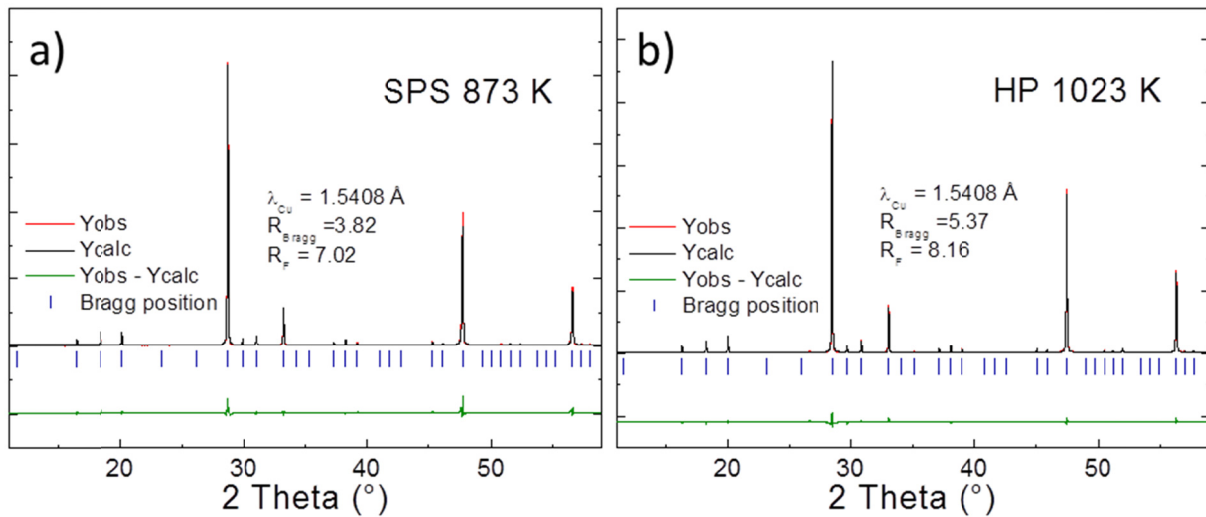 a)
SPS 873 K
λCu = 1.5408 Å
RBragg =3.82
RF = 7.02
Yobs
Ycalc
Yobs - Ycalc
Bragg position
20
30
40
50
2 Theta (°)
b)
HP 1023 K
λCu = 1.5408 Å
RBragg =5.37
RF = 8.16
Yobs
Ycalc
Yobs - Ycalc
Bragg position
20
30
40
50
2 Theta (°)